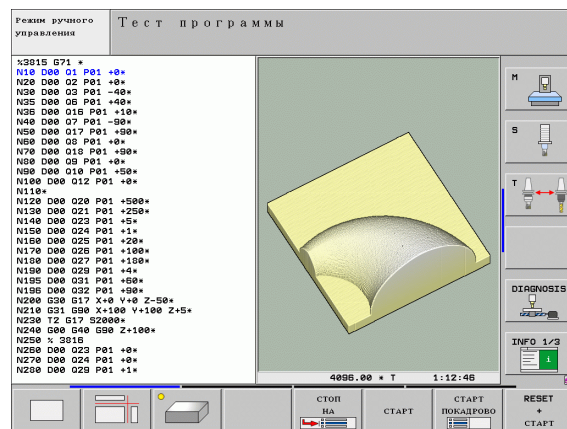 Режим ручного
управления
Тест программы
%3815 G71 *
N10 D00 Q1 P01 +0*
N20 D00 Q2 P01 +0*
N30 D00 Q3 P01 -40*
N35 D00 Q6 P01 +40*
N36 D00 Q16 P01 +10*
N40 D00 Q7 P01 -90*
N50 D00 Q17 P01 +90*
N60 D00 Q8 P01 +0*
N70 D00 Q18 P01 +90*
N80 D00 Q9 P01 +0*
N90 D00 Q10 P01 +50*
N100 D00 Q12 P01 +0*
N110*
N120 D00 Q20 P01 +500*
N130 D00 Q21 P01 +250*
N140 D00 Q23 P01 +5*
N150 D00 Q24 P01 +1*
N160 D00 Q25 P01 +20*
N170 D00 Q26 P01 +100*
N180 D00 Q27 P01 +180*
N190 D00 Q29 P01 +4*
N195 D00 Q31 P01 +60*
N196 D00 Q32 P01 +90*
N200 G30 G17 X+0 Y+0 Z-50*
N210 G31 G90 X+100 Y+100 Z+5*
N230 T2 G17 S2000*
N240 G00 G40 G90 Z+100*
N250 % 3816
N260 D00 Q23 P01 +0*
N270 D00 Q24 P01 +0*
N280 D00 Q29 P01 +1*
4096.00 * T 1:12:46
M
S
T
DIAGNOSIS
INFO 1/3
СТОП
НА
СТАРТ
СТАРТ
ПОКАДРОВО
RESET
+
СТАРТ